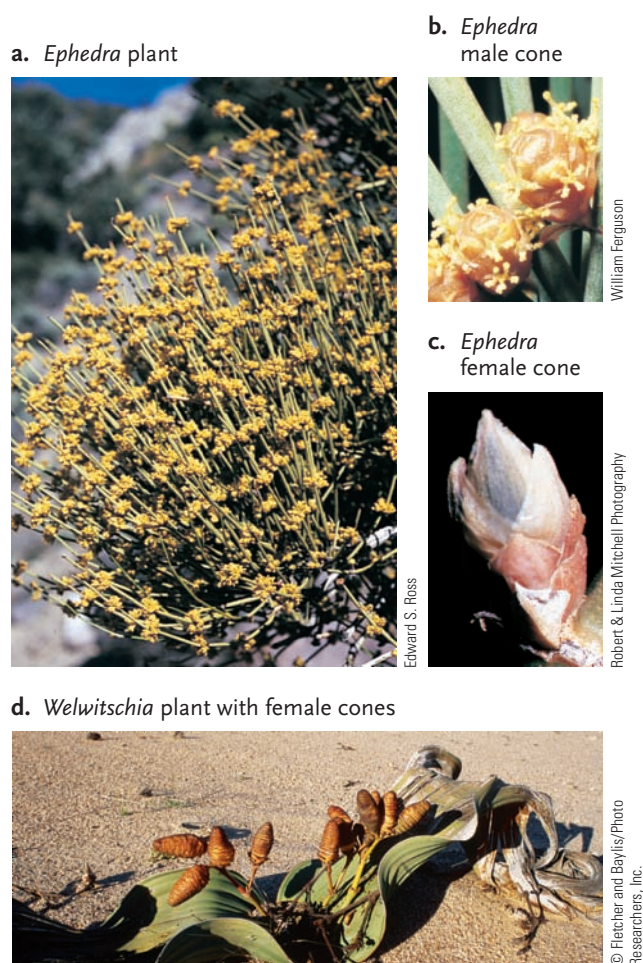 a. Ephedra plant
b. Ephedra
male cone
William Ferguson
c. Ephedra
female cone
Edward S. Ross
Robert & Linda Mitchell Photography
d. Welwitschia plant with female cones
© Fletcher and Baylis/Photo
Researchers, Inc.